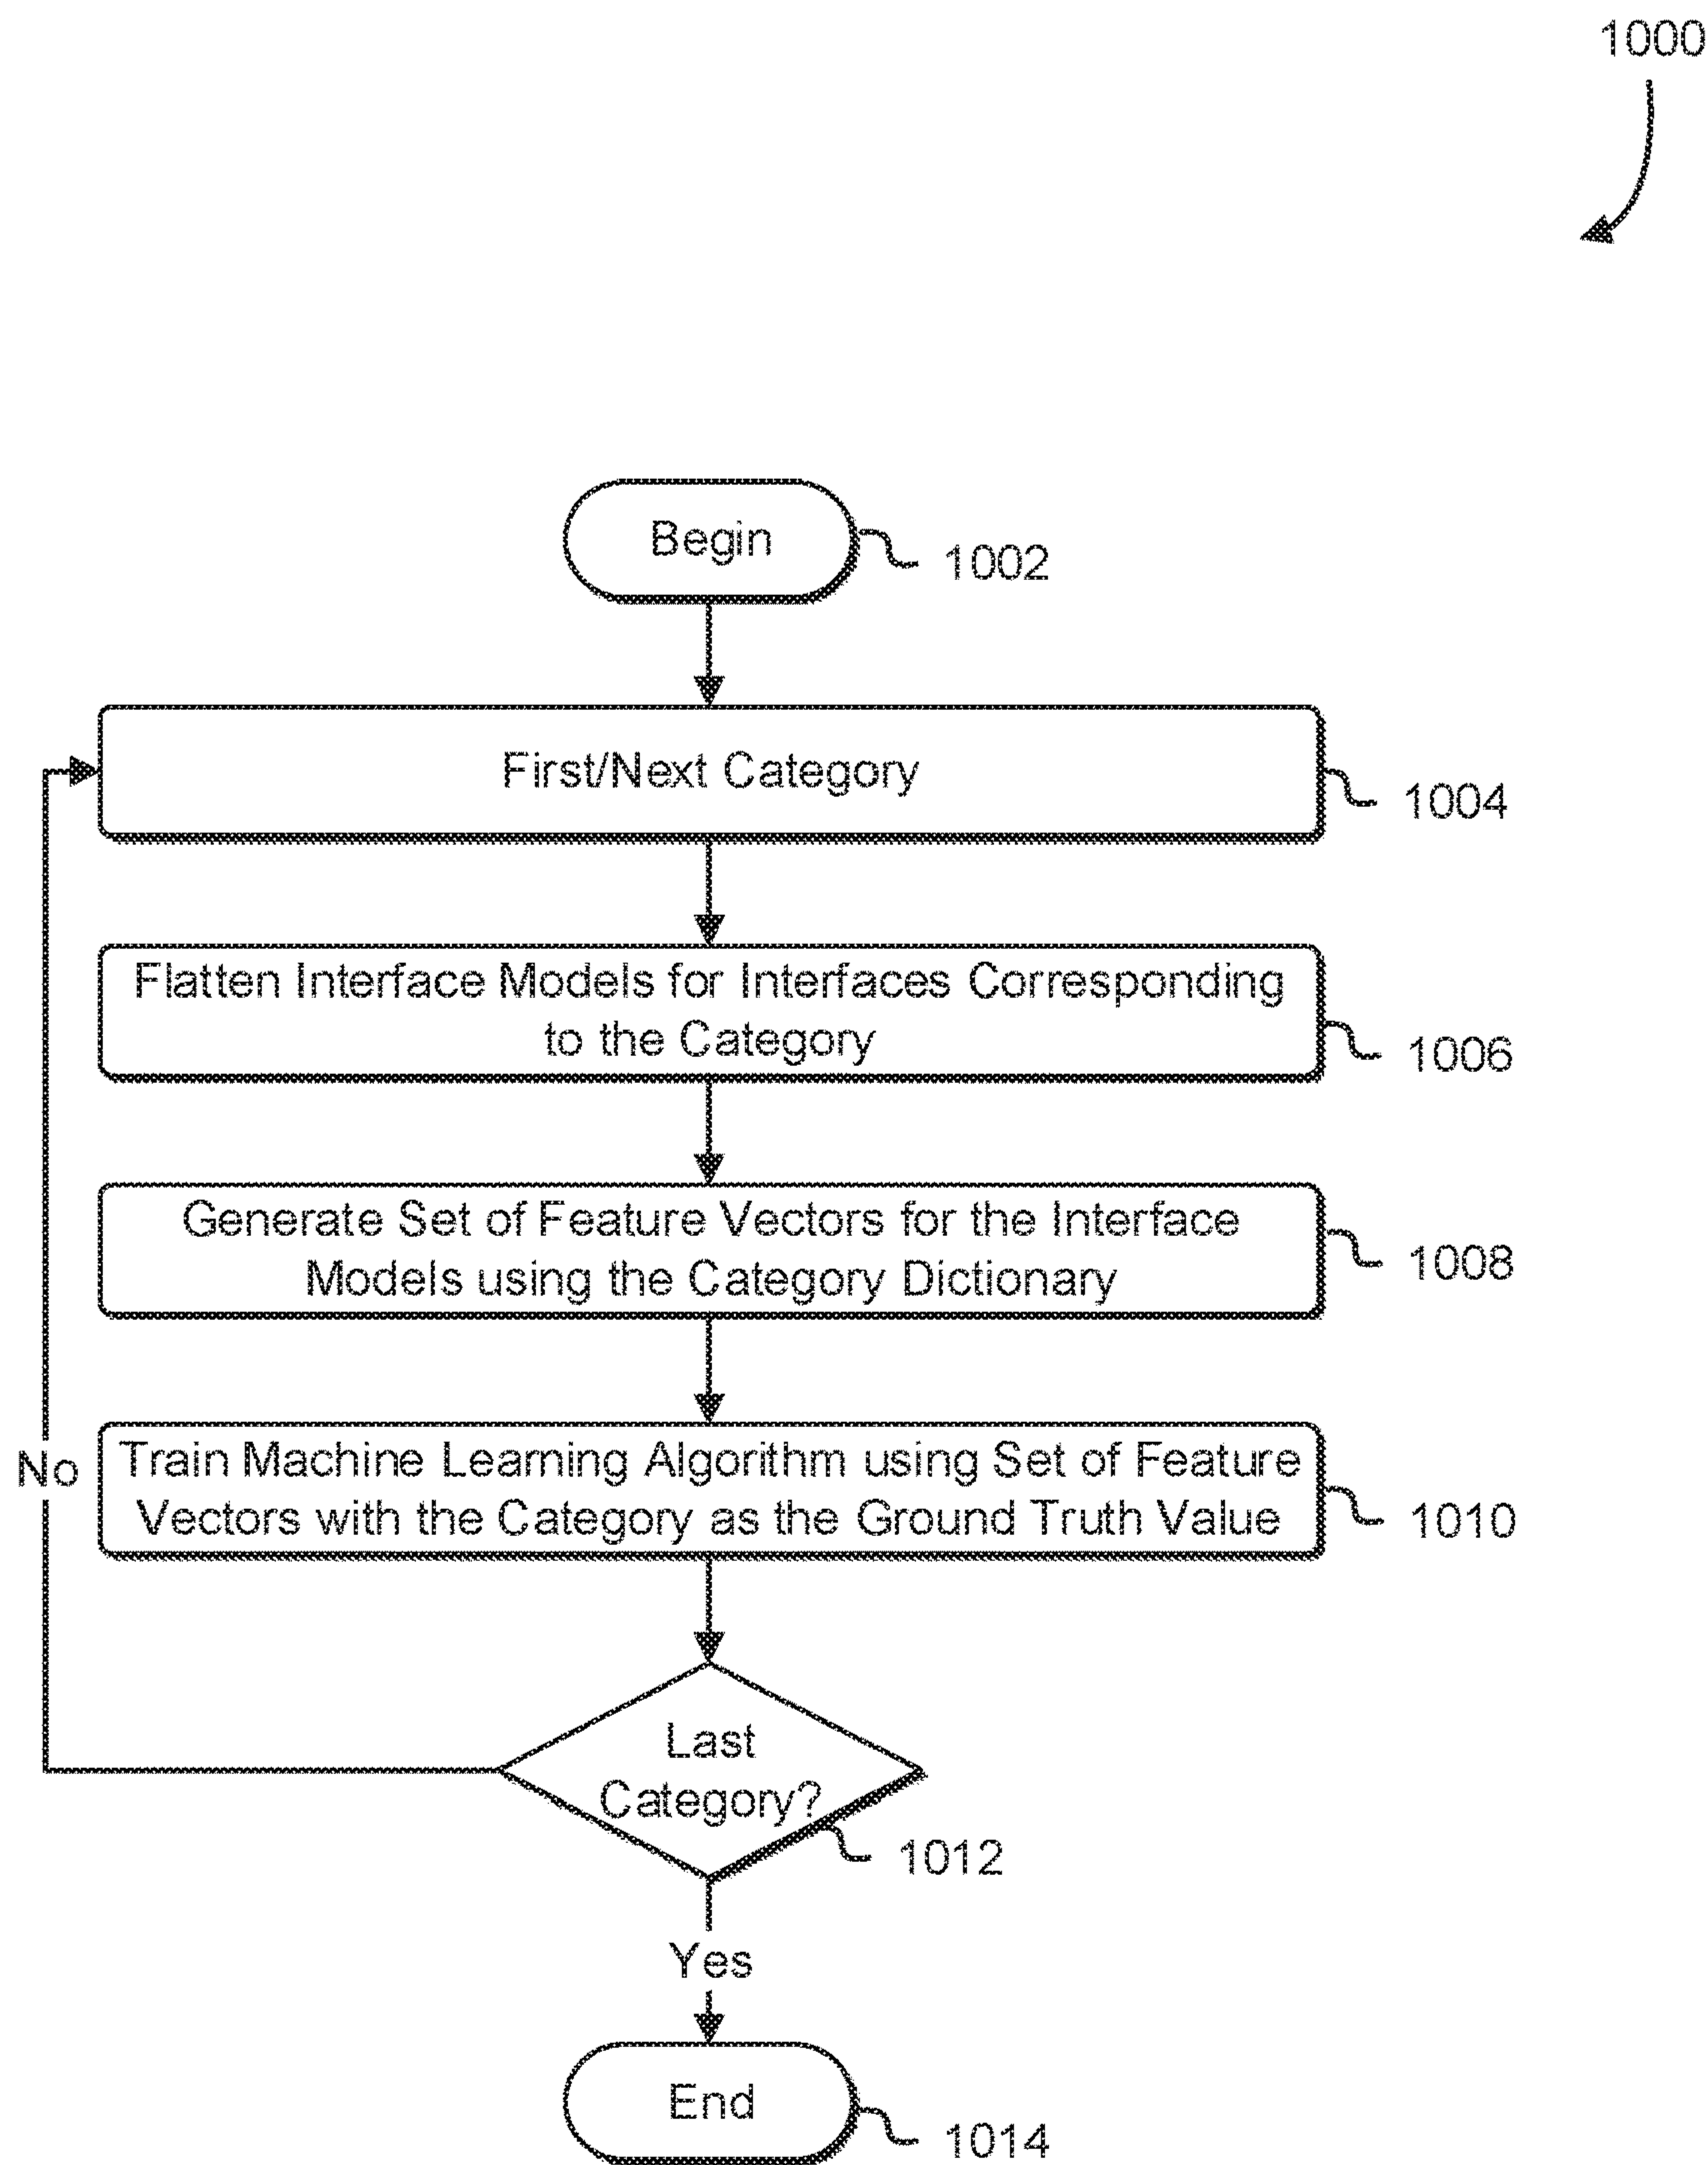 1000
Begin
1002
First/Next Category
1004
Flatten Interface Models for Interfaces Corresponding
to the Category
1006
Generate Set of Feature Vectors for the Interface
Models using the Category Dictionary
1008
No
Train Machine Learning Algorithm using Set of Feature
Vectors with the Category as the Ground Truth Value
1010
Last
Category?
1012
Yes
End
1014